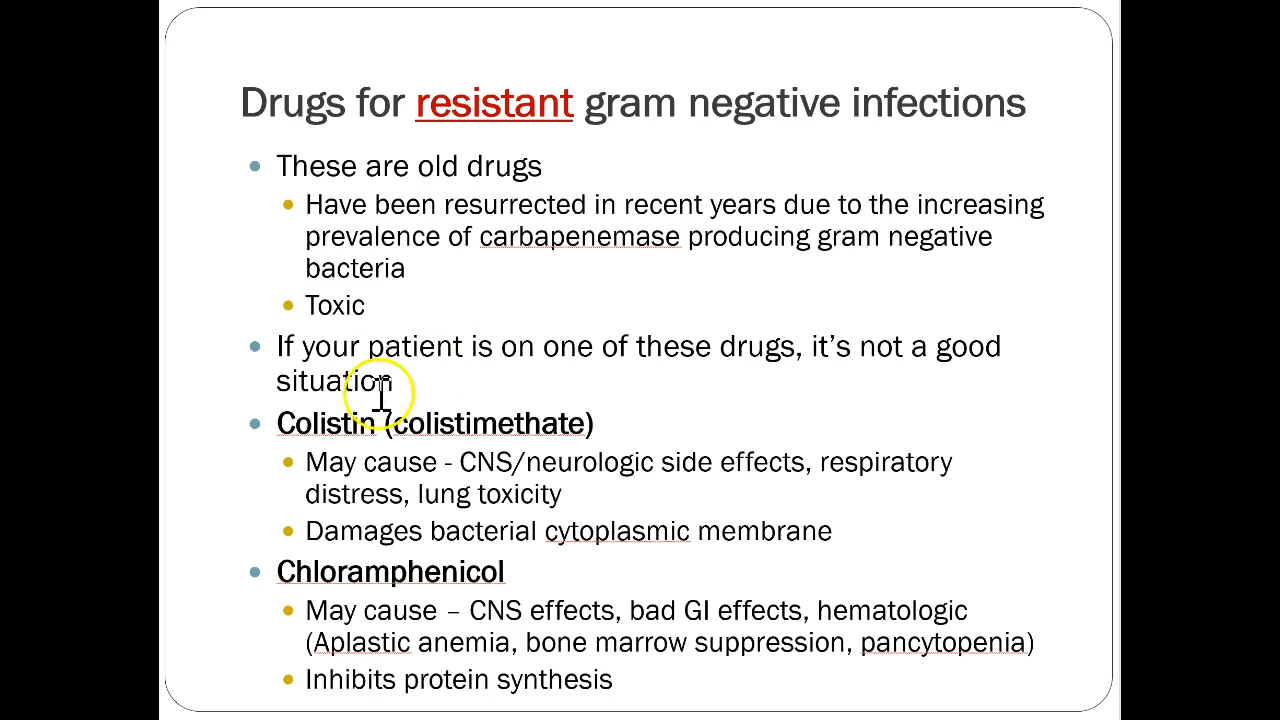 Drugs for resistant gram negative infections
These are old drugs
Have been resurrected in recent years due to the increasing
prevalence of carbapenemase producing gram negative
bacteria
Toxic
If your patient is on one of these drugs, it's not a good
situation
Colistin (colistimethate)
May cause - CNS/neurologic side effects, respiratory
distress, lung toxicity
Damages bacterial cytoplasmic membrane
Chloramphenicol
May cause – CNS effects, bad GI effects, hematologic
(Aplastic anemia, bone marrow suppression, pancytopenia)
Inhibits protein synthesis